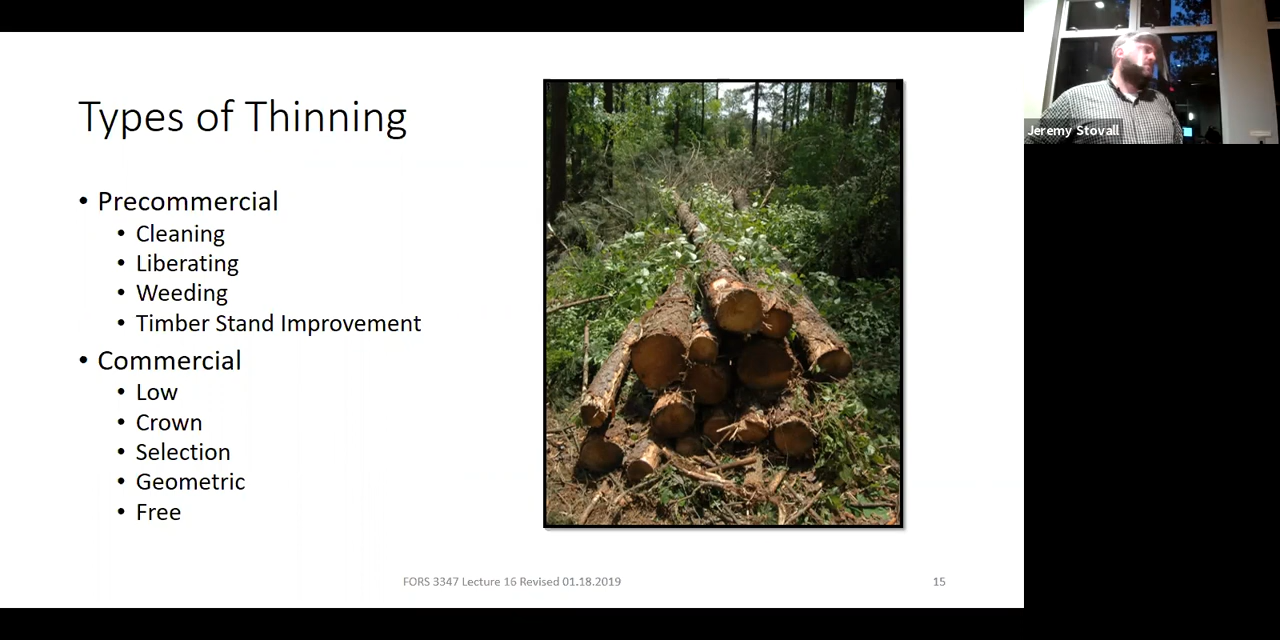 Types of Thinning
• Precommercial
• Cleaning
• Liberating
• Weeding
• Timber Stand Improvement
• Commercial
• Low
• Crown
• Selection
• Geometric
• Free
FORS 3347 Lecture 16 Revised 01.18.2019
15
Jeremy Stovall